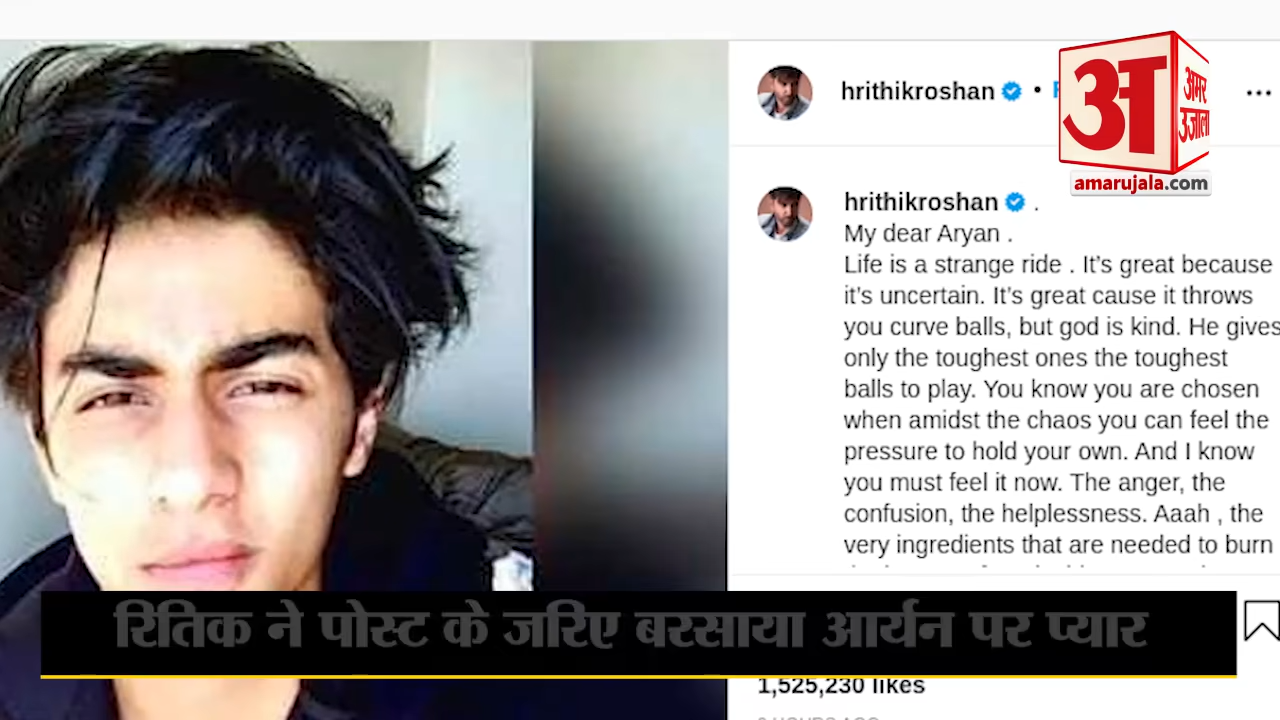 hrithikroshan •
अ
अमर
उजाला
amarujala.com
hrithikroshan .
My dear Aryan .
Life is a strange ride . It's great because
it's uncertain. It's great cause it throws
you curve balls, but god is kind. He gives
only the toughest ones the toughest
balls to play. You know you are chosen
when amidst the chaos you can feel the
pressure to hold your own. And I know
you must feel it now. The anger, the
confusion, the helplessness. Aaah , the
very ingredients that are needed to burn
रितिक ने पोस्ट के जरिए बरसाया आर्यन पर प्यार
1,525,230 likes